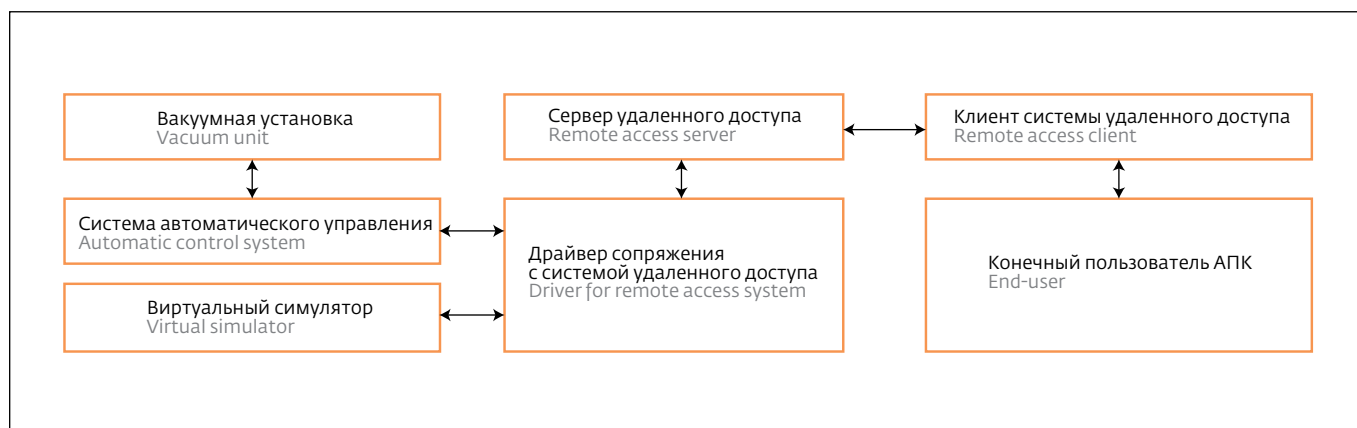 Вакуумная установка
Vacuum unit
Сервер удаленного доступа
Remote access server
Клиент системы удаленного доступа
Remote access client
Система автоматического управления
Automatic control system
Драйвер сопряжения
с системой удаленного доступа
Driver for remote access system
Конечный пользователь АПК
End-user
Виртуальный симулятор
Virtual simulator